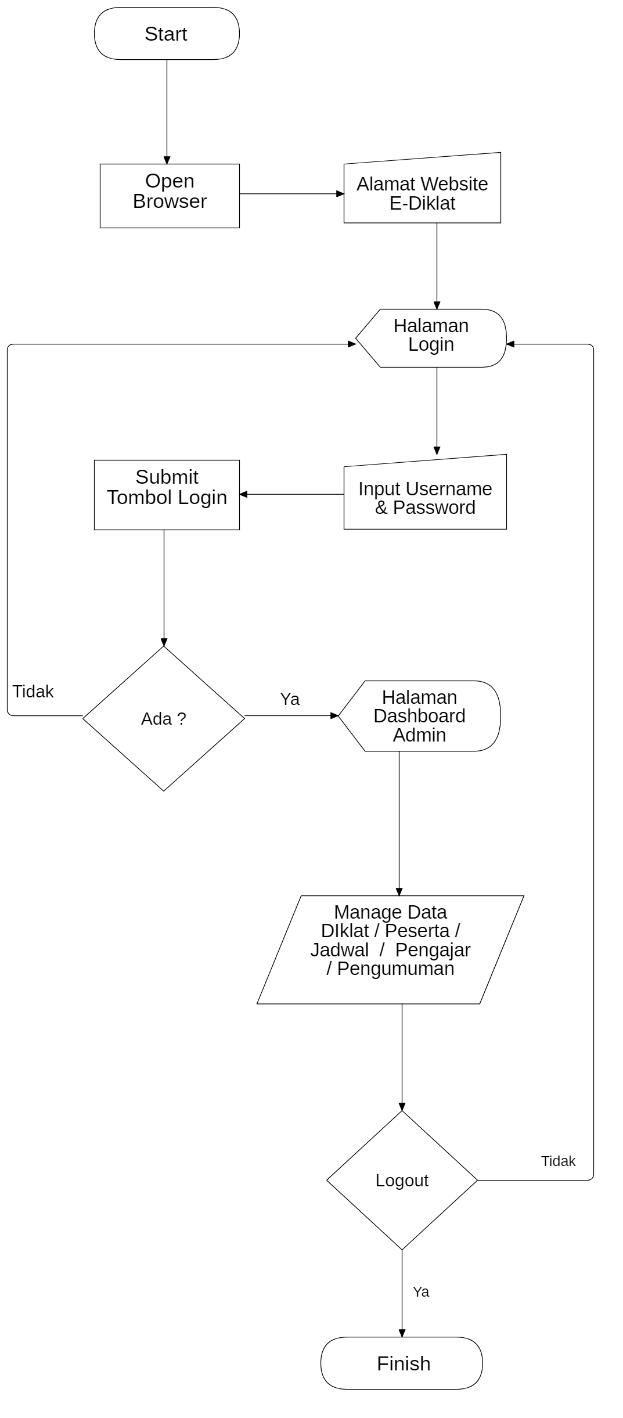 Start
Open
Browser
Alamat Website
E-Diklat
Halaman
Login
Input Username
& Password
Submit
Tombol Login
Tidak
Ada ?
Ya
Halaman
Dashboard
Admin
Manage Data
DIklat / Peserta /
Jadwal / Pengajar
/ Pengumuman
Logout
Tidak
Ya
Finish